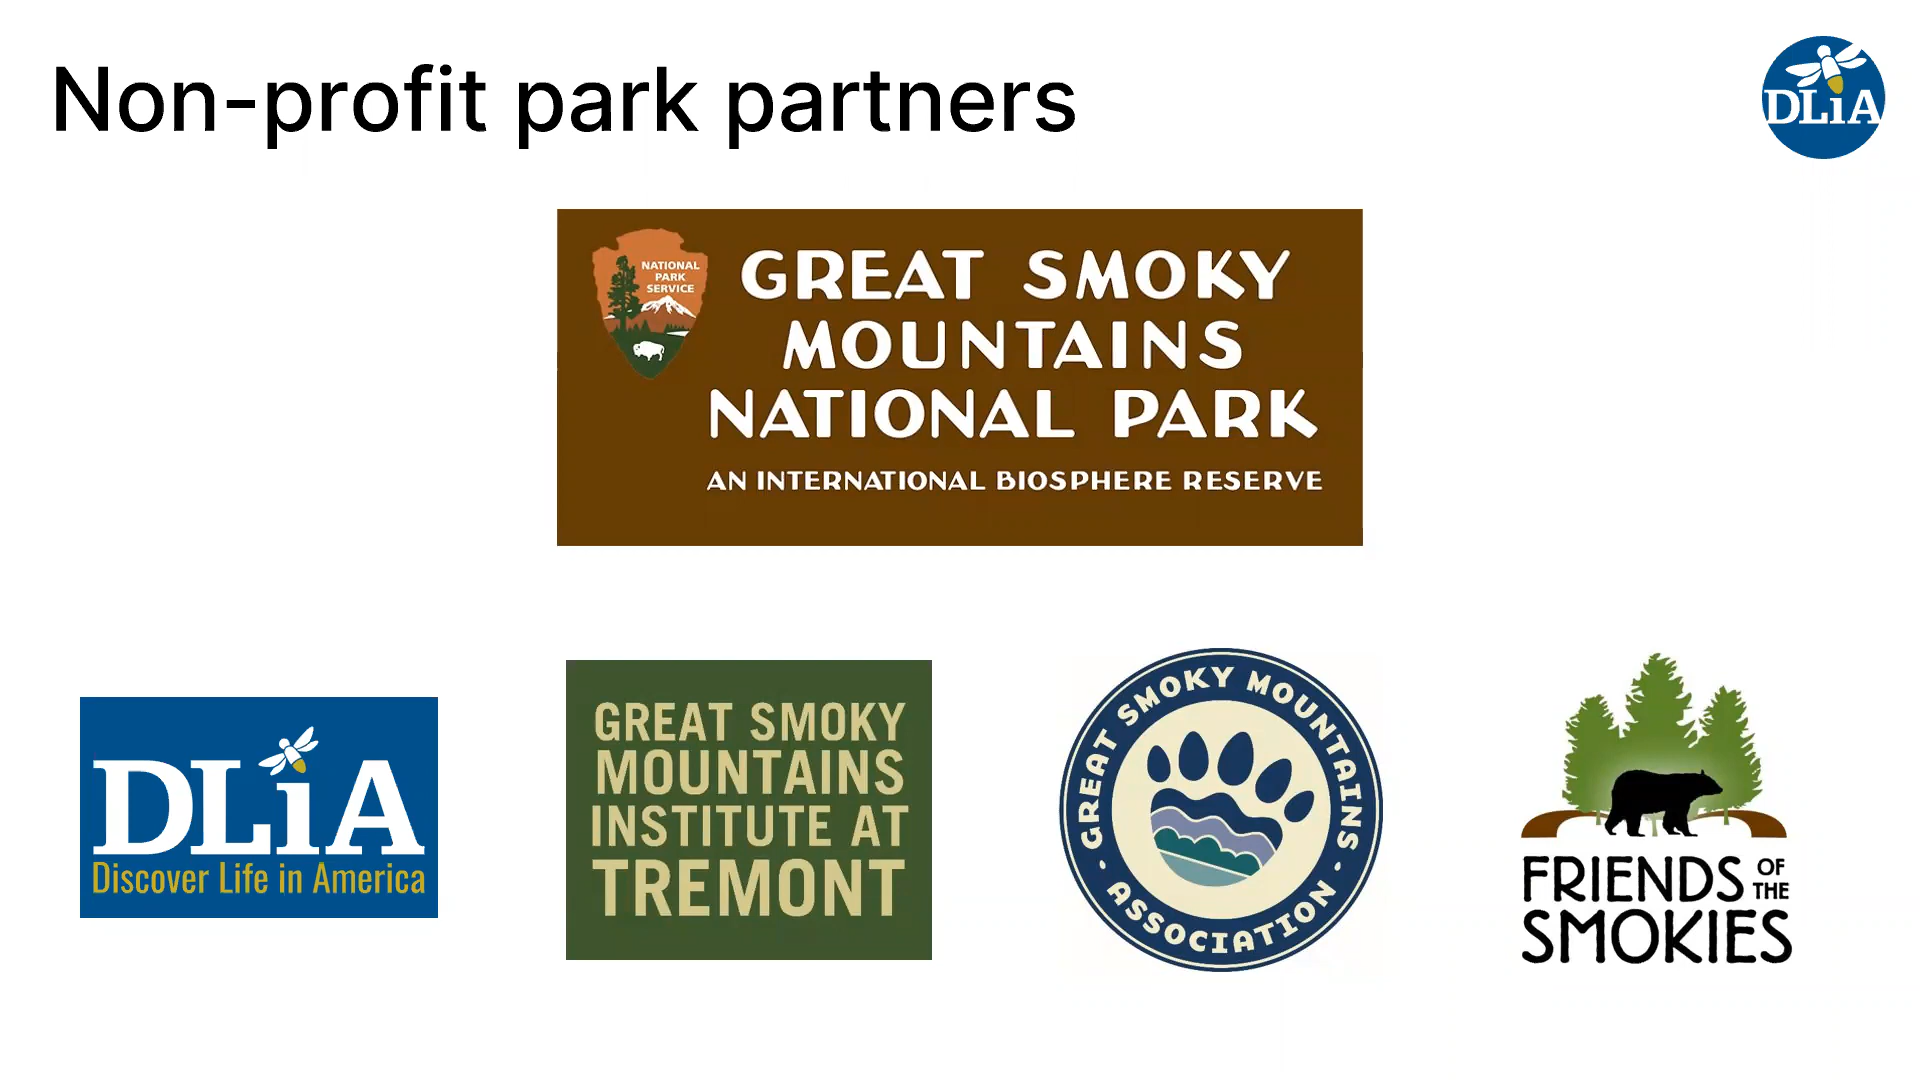 Non-profit park partners
DLiA
NATIONAL
PARK
SERVICE
GREAT SMOKY
MOUNTAINS
NATIONAL PARK
AN INTERNATIONAL BIOSPHERE RESERVE
DLiA
Discover Life in America
GREAT SMOKY
MOUNTAINS
INSTITUTE AT
TREMONT
GREAT SMOKY MOUNTAINS
ASSOCIATION
FRIENDS OF THE
SMOKIES